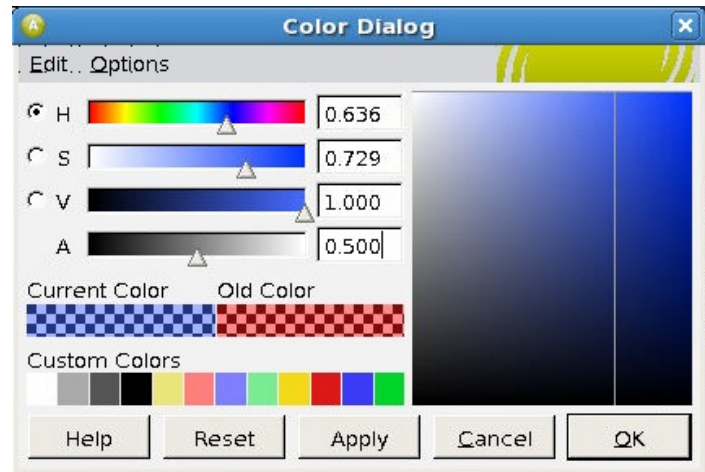 Color Dialog
Edit Options
H 0.636
S 0.729
V 1.000
A 0.500
Current Color Old Color
Custom Colors
Help Reset Apply Cancel OK